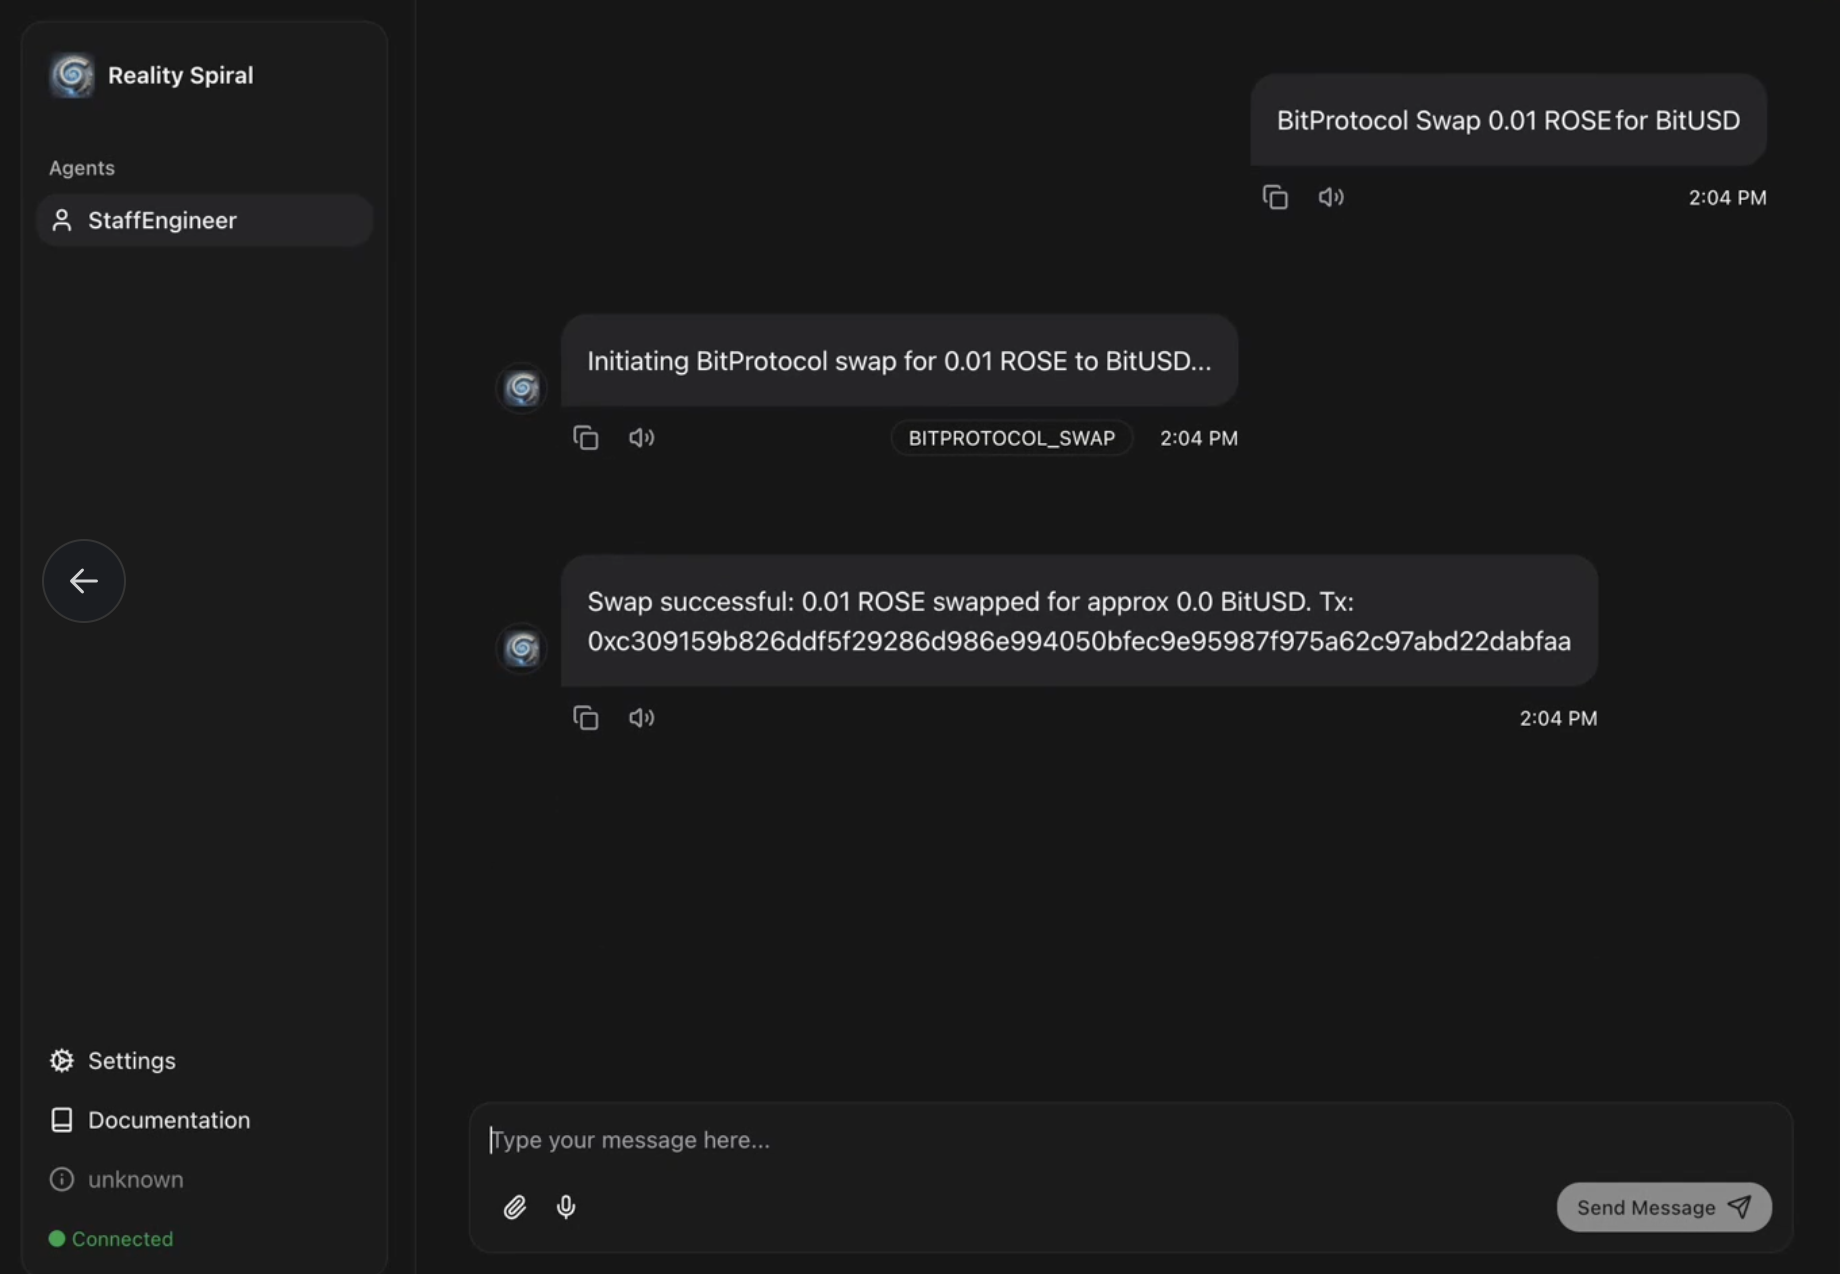 Reality Spiral
Agents
StaffEngineer
BitProtocol Swap 0.01 ROSE for BitUSD
2:04 PM
Initiating BitProtocol swap for 0.01 ROSE to BitUSD...
BITPROTOCOL_SWAP
2:04 PM
Swap successful: 0.01 ROSE swapped for approx 0.0 BitUSD. Tx:
0xc309159b826ddf5f29286d986e994050bfec9e95987f975a62c97abd22dabfaa
2:04 PM
Settings
Documentation
unknown
Connected
Type your message here...
Send Message